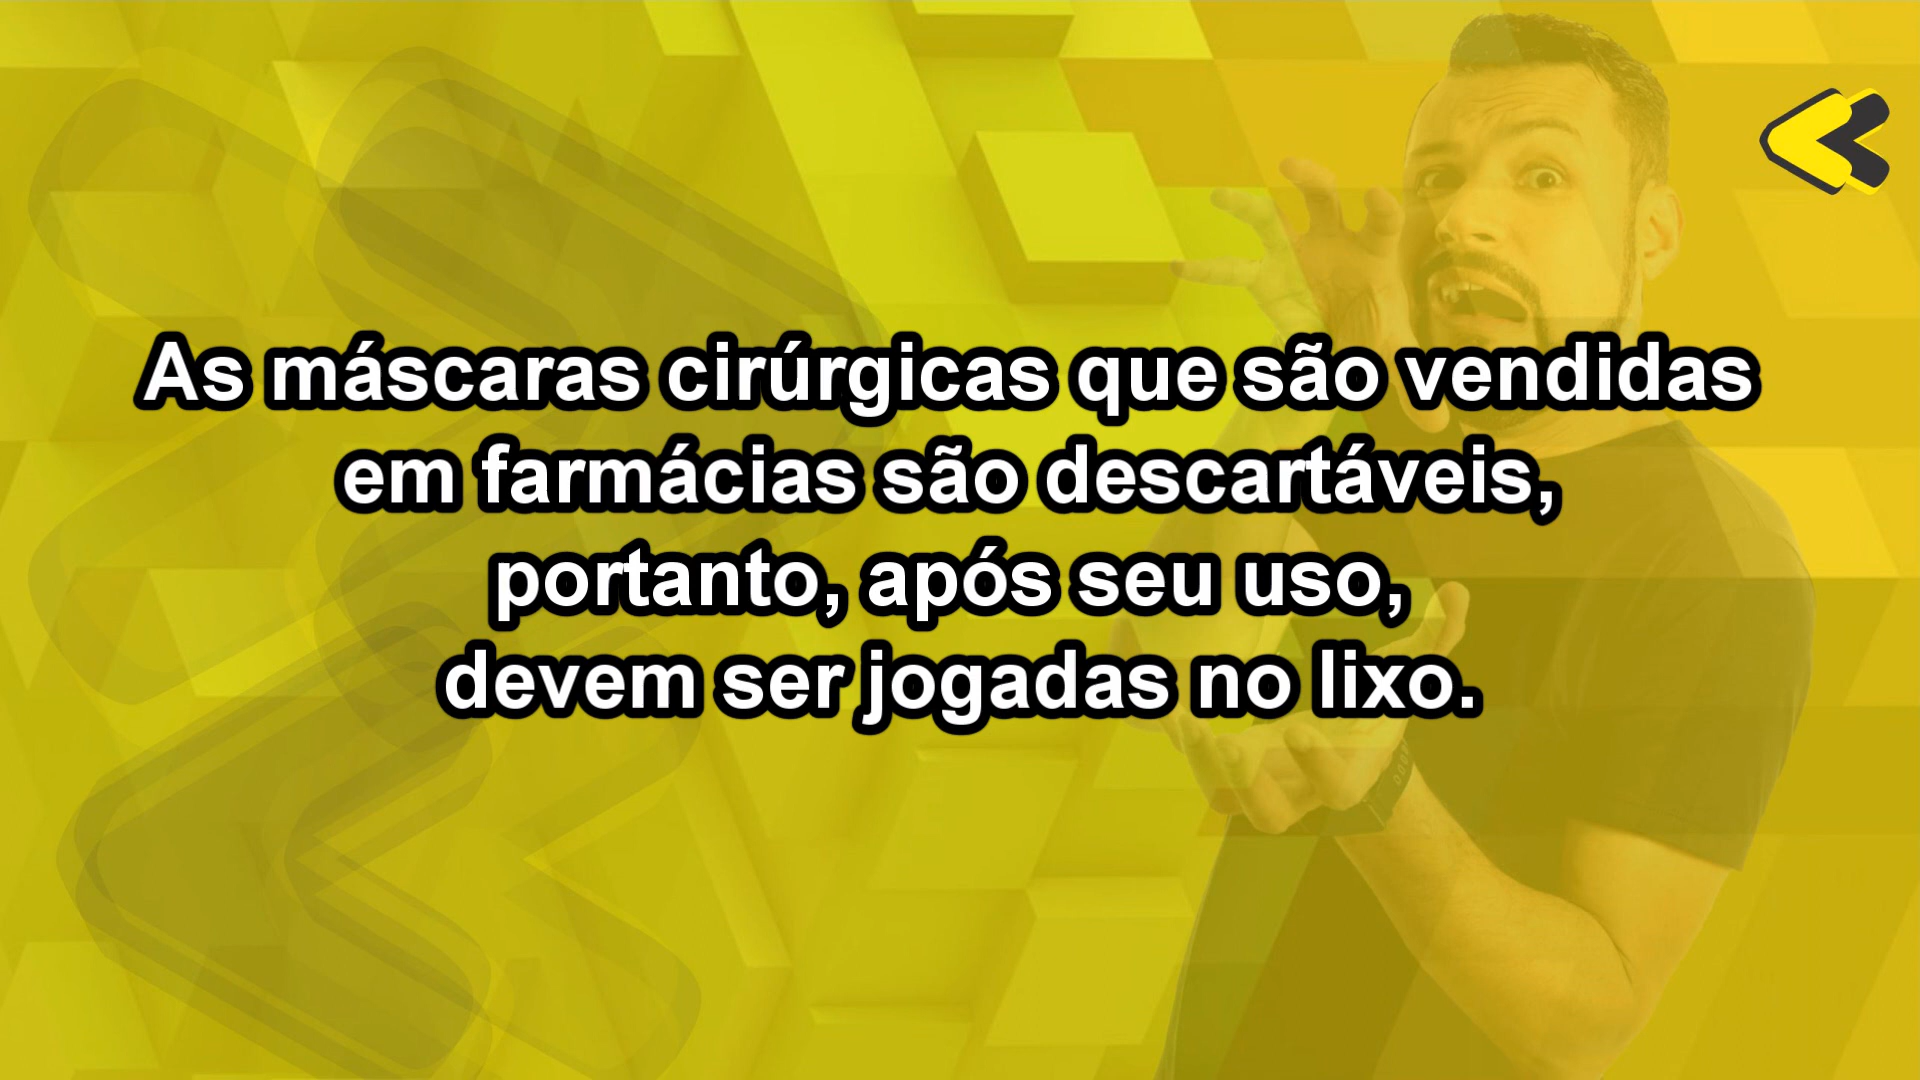 As máscaras cirúrgicas que são vendidas
em farmácias são descartáveis,
portanto, após seu uso,
devem ser jogadas no lixo.